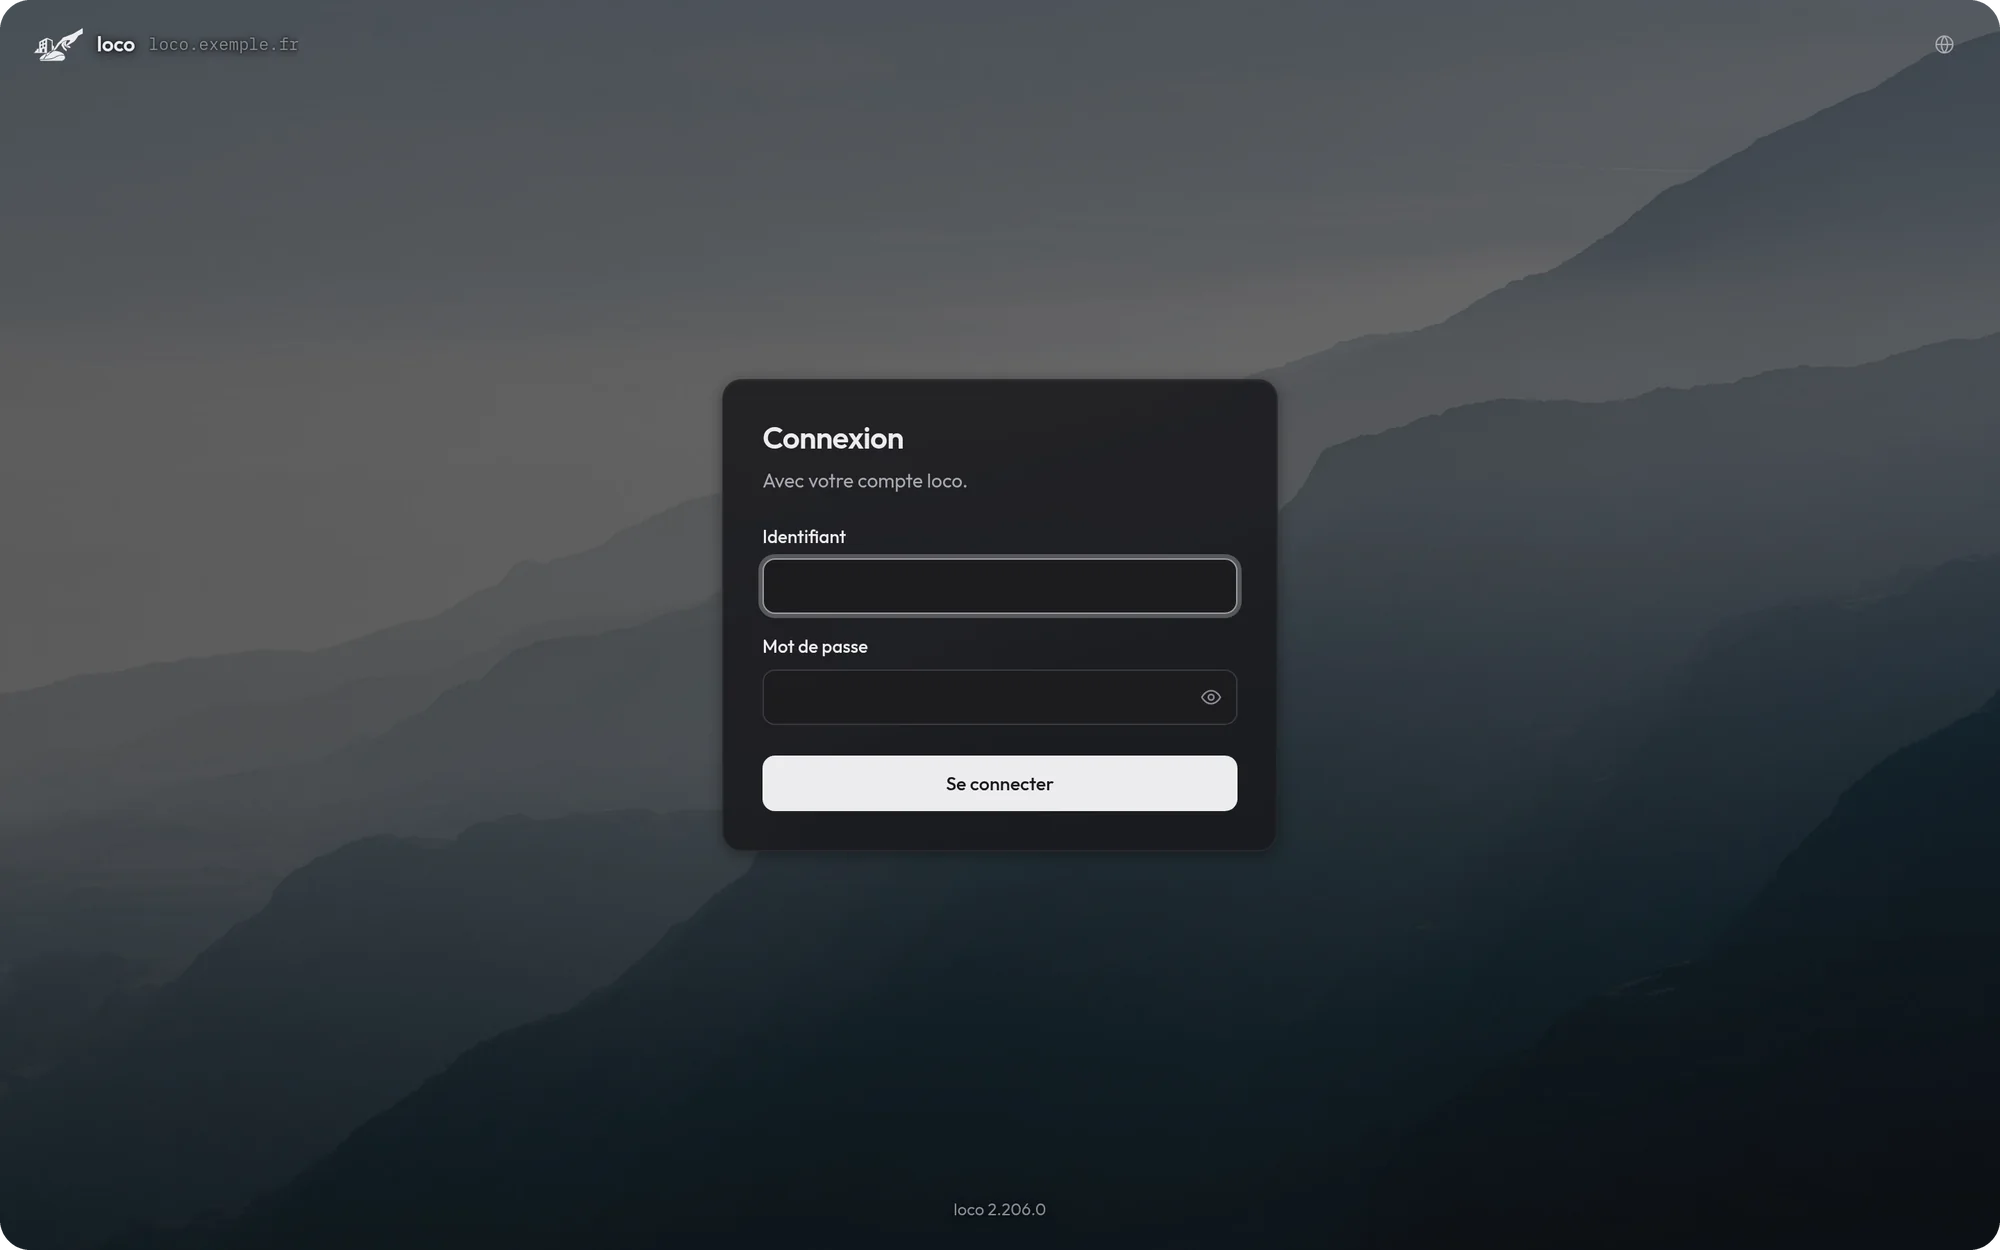 loco loco.exemple.fr
Connexion
Avec votre compte loco.
Identifiant
Mot de passe
Se connecter
loco 2.206.0